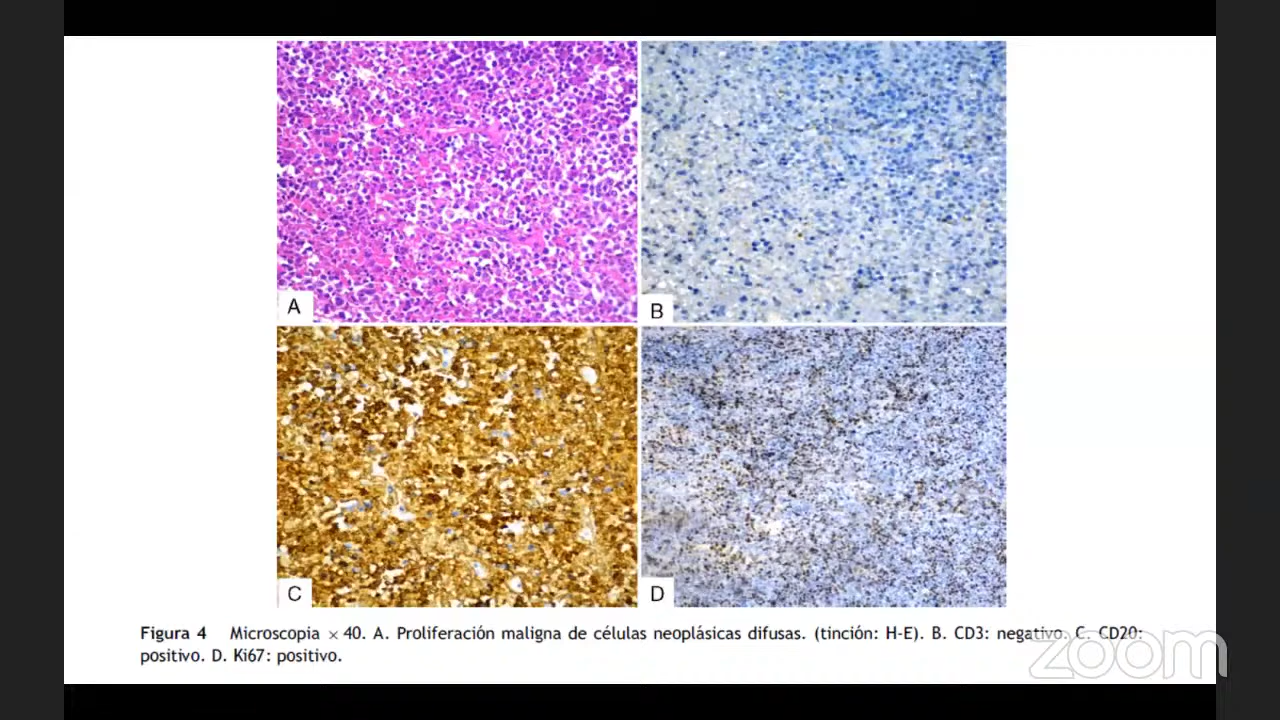 A
B
C
D
Figura 4 Microscopia ×40. A. Proliferación maligna de células neoplásicas difusas. (tinción: H-E). B. CD3: negativo. C. CD20:
positivo. D. Ki67: positivo.
zoom